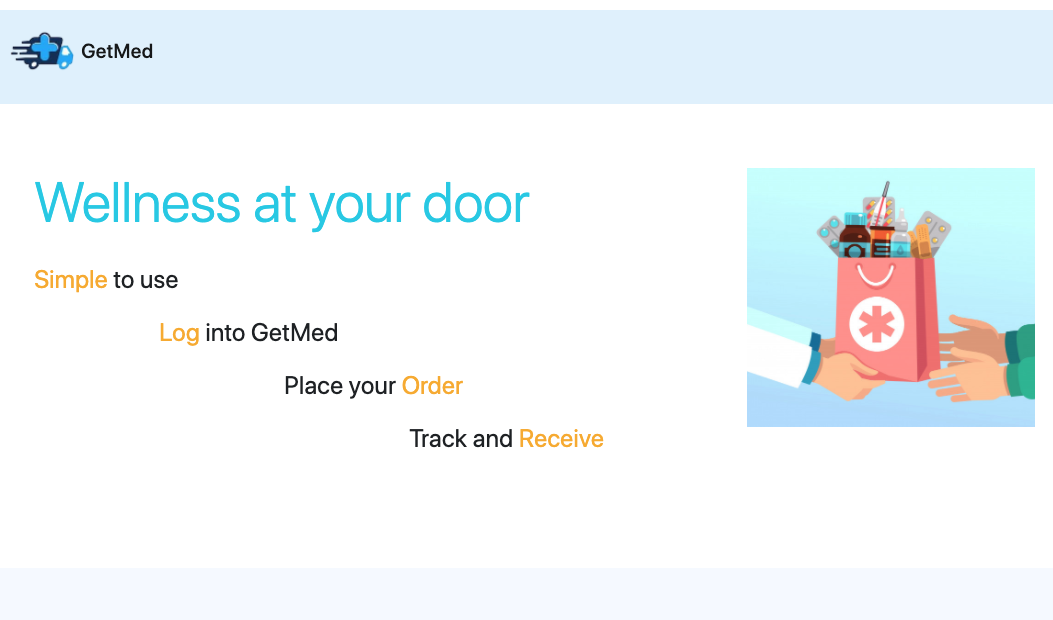 GetMed
Wellness at your door
Simple to use
Log into GetMed
Place your Order
Track and Receive